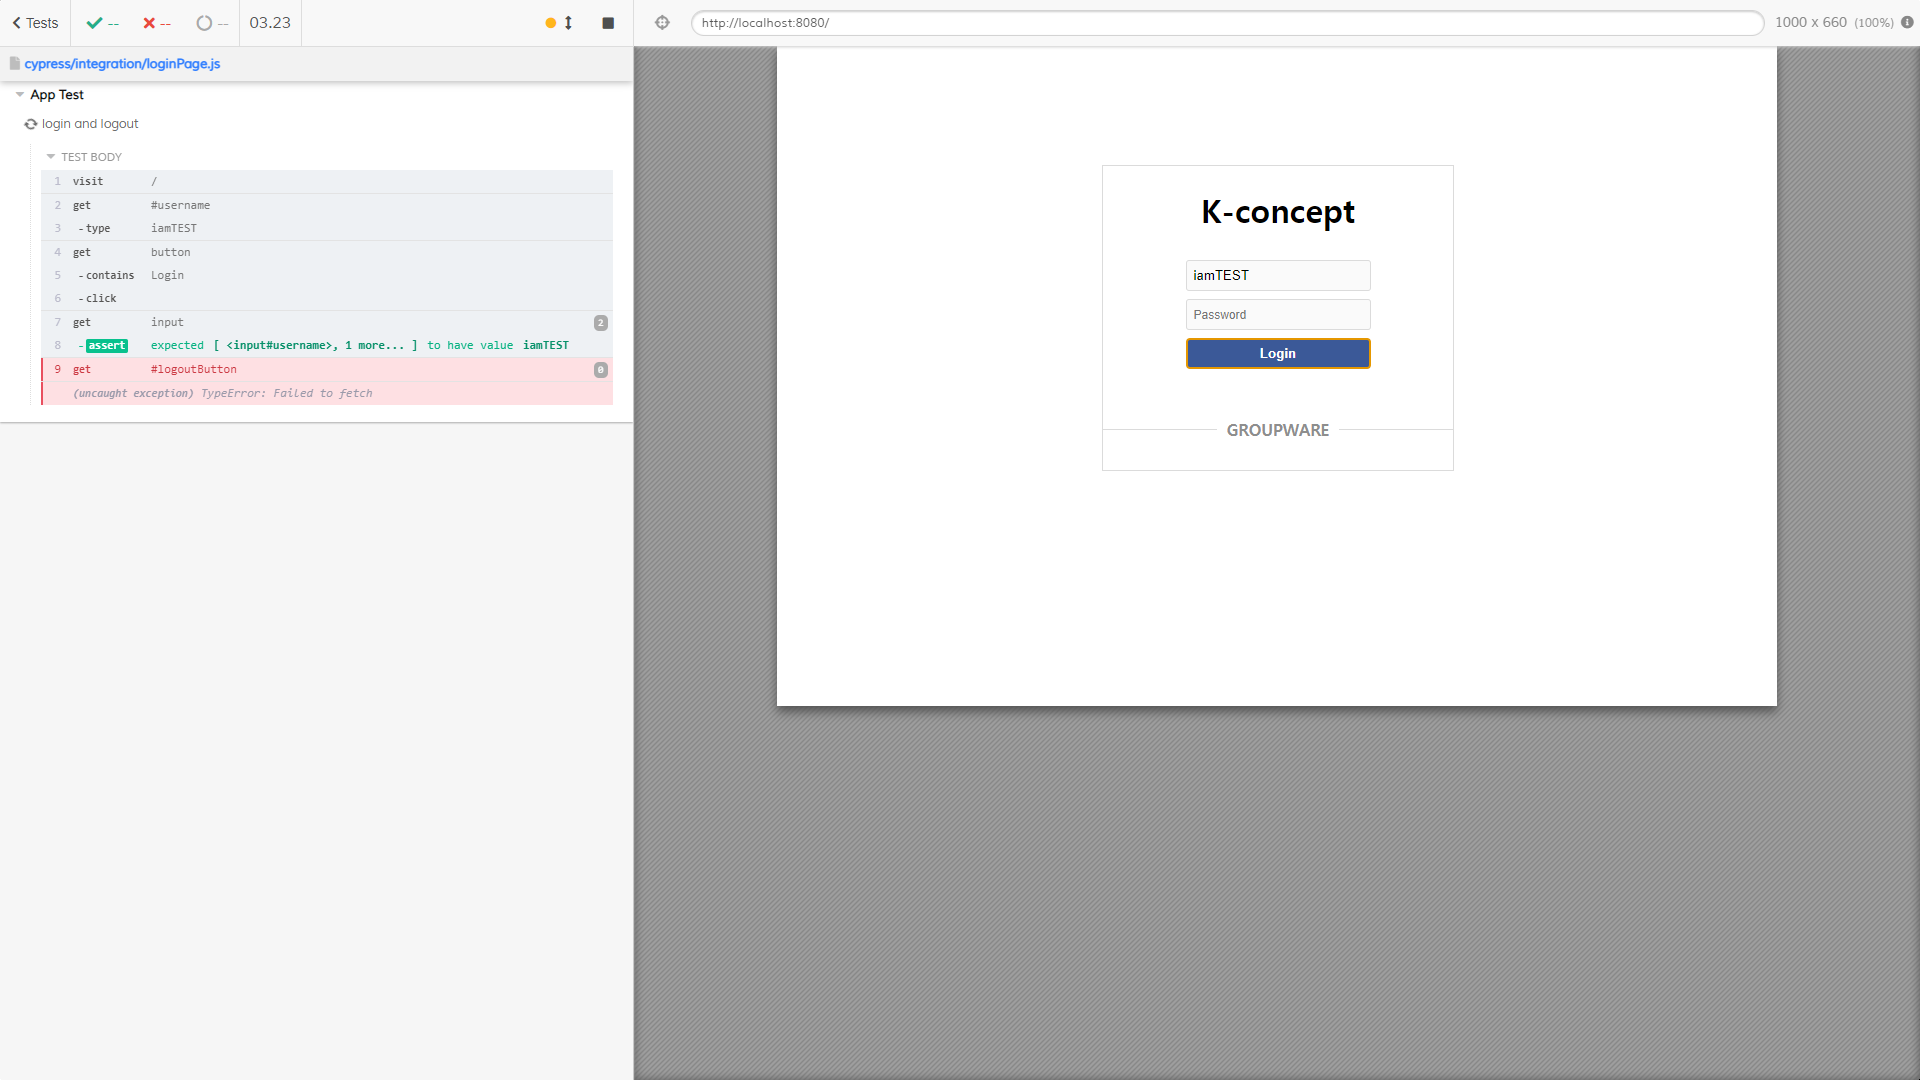 Tests -- -- -- 03.23
http://localhost:8080/ 1000 x 660 (100%)
cypress/integration/loginPage.js
App Test
login and logout
TEST BODY
1 visit /
2 get #username
3 -type iamTEST
4 get button
5 -contains Login
6 -click
7 get input 2
8 -assert expected [ <input#username>, 1 more... ] to have value iamTEST
9 get #logoutButton 0
(uncaught exception) TypeError: Failed to fetch
K-concept
iamTEST
Password
Login
GROUPWARE